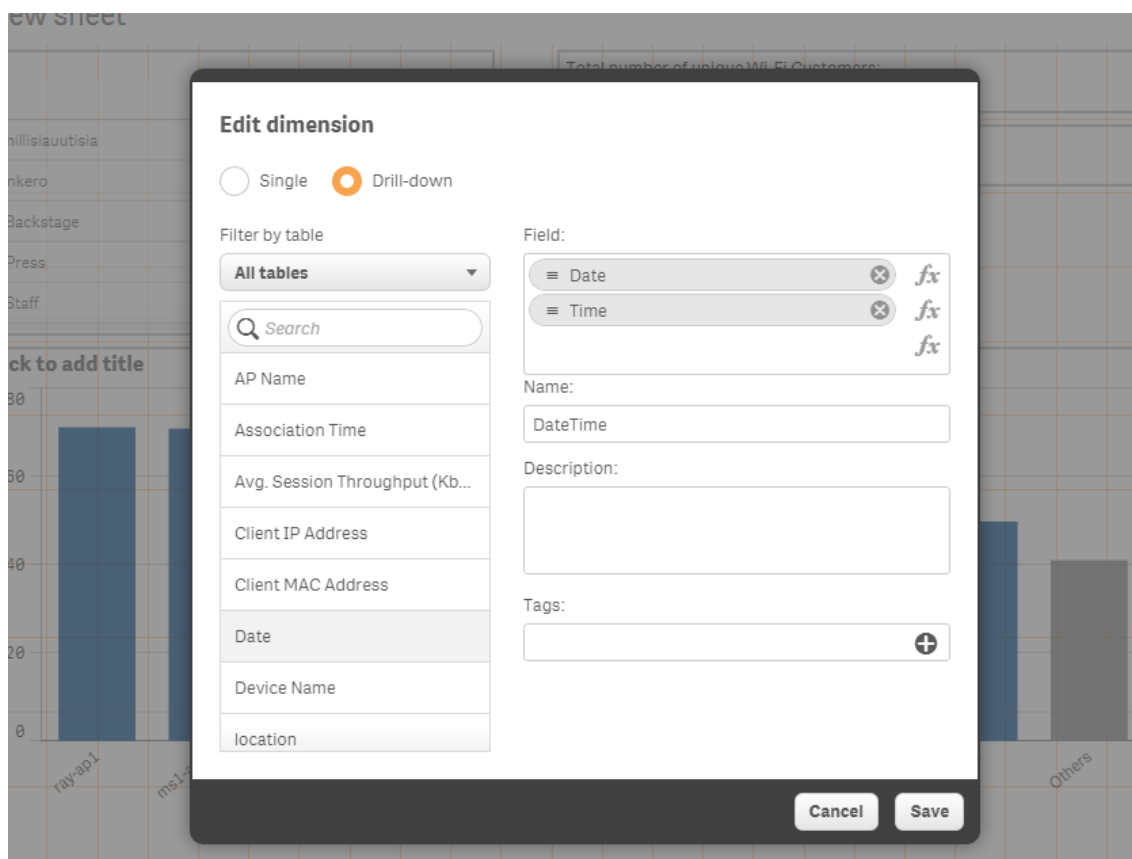 ew sheet
Total number of unique Wi-Fi Customers:
nillisiauutisia
nkero
Backstage
Press
Staff
ck to add title
80
60
40
20
0
ray-ap1
Others
Edit dimension
Single
Drill-down
Filter by table
All tables
Search
AP Name
Association Time
Avg. Session Throughput (Kb...
Client IP Address
Client MAC Address
Date
Device Name
location
Field:
Date fx
Time fx
fx
Name:
DateTime
Description:
Tags:
Cancel
Save